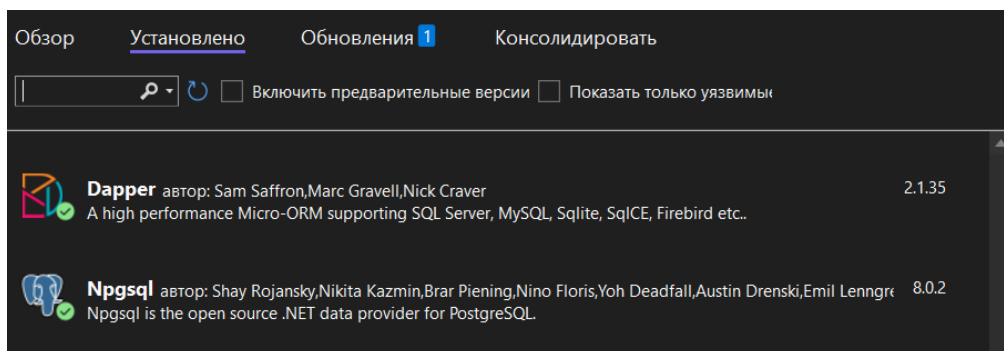 Обзор Установлено Обновления 1 Консолидировать
Включить предварительные версии Показать только уязвимы
Dapper автор: Sam Saffron,Marc Gravell,Nick Craver 2.1.35
A high performance Micro-ORM supporting SQL Server, MySQL, Sqlite, SqlCE, Firebird etc..
Npgsql автор: Shay Rojansky,Nikita Kazmin,Brar Piening,Nino Floris,Yoh Deadfall,Austin Drenski,Emil Lenngre 8.0.2
Npgsql is the open source .NET data provider for PostgreSQL.